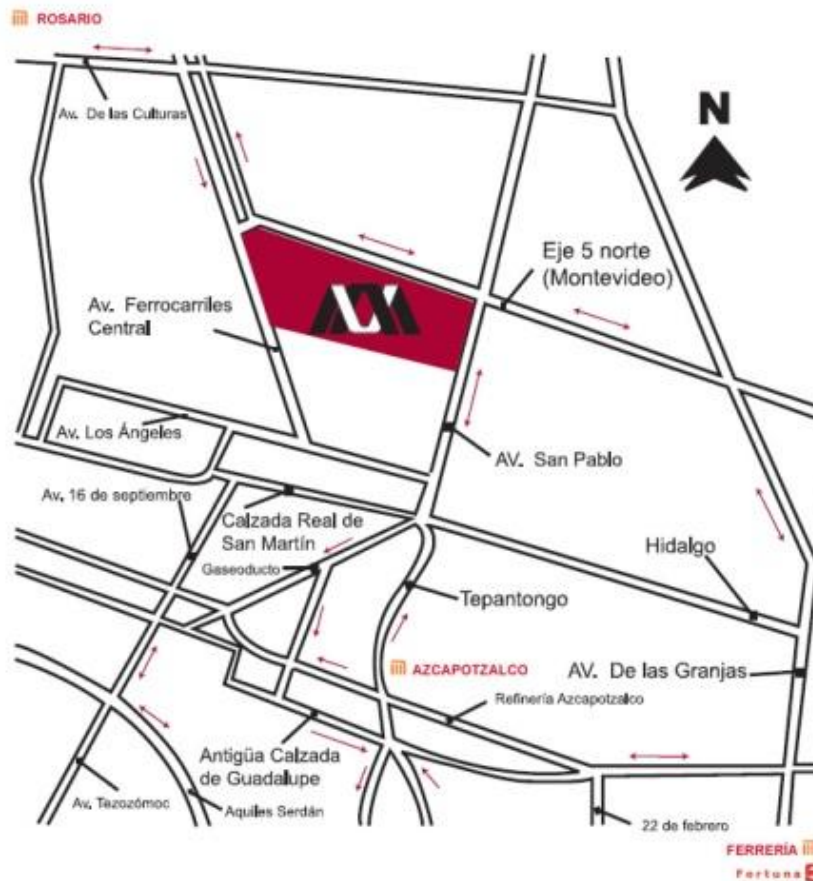 ROSARIO
Av. De las Culturas
N
Eje 5 norte
(Montevideo)
Av. Ferrocarriles
Central
Av. Los Ángeles
AV. San Pablo
Av. 16 de septiembre
Calzada Real de
San Martín
Gaseoducto
Hidalgo
Tepantongo
AZCAPOTZALCO
AV. De las Granjas
Refinería Azcapotzalco
Antigüa Calzada
de Guadalupe
Av. Tezozómoc
Aquiles Serdán
22 de febrero
FERRERÍA
Fortuna